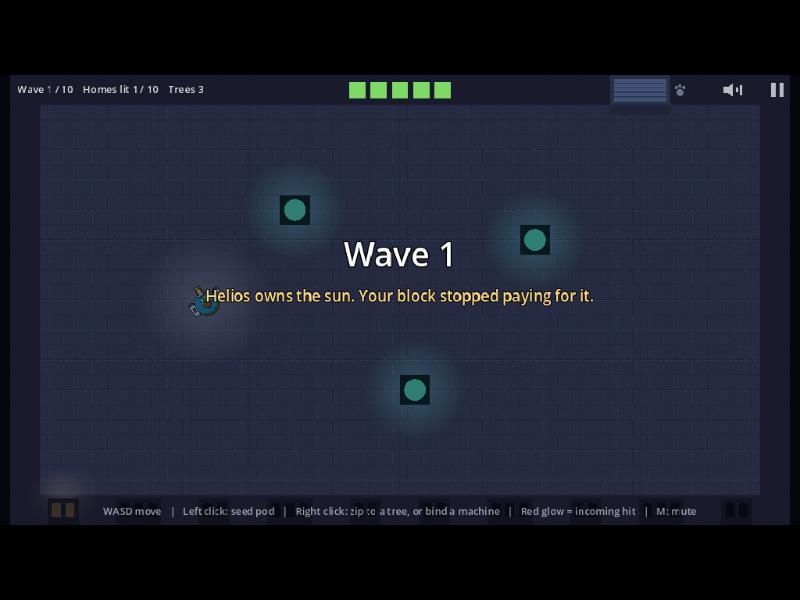 Wave 1 / 10 Homes lit 1 / 10 Trees 3
Wave 1
Helios owns the sun. Your block stopped paying for it.
WASD move | Left click: seed pod | Right click: zip to a tree, or bind a machine | Red glow = incoming hit | M: mute